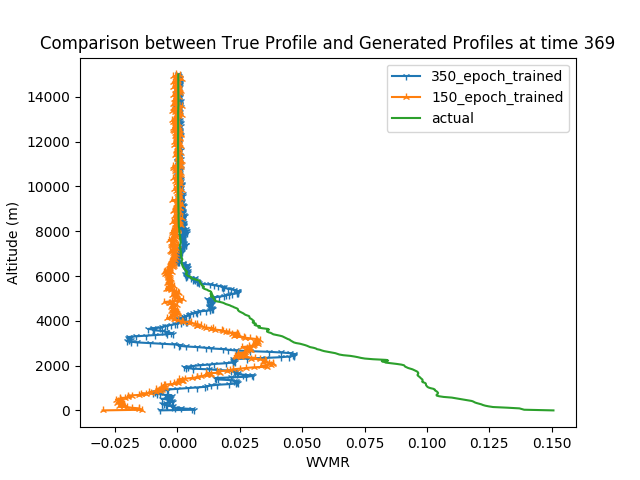 Comparison between True Profile and Generated Profiles at time 369
350_epoch_trained
150_epoch_trained
actual
Altitude (m)
14000
12000
10000
8000
6000
4000
2000
0
−0.025 0.000 0.025 0.050 0.075 0.100 0.125 0.150
WVMR